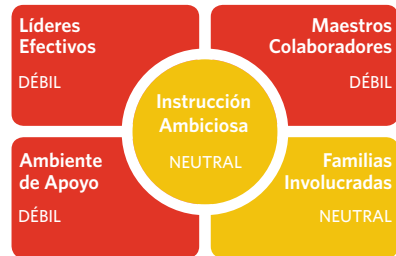 Líderes
Efectivos
DÉBIL
Maestros
Colaboradores
DÉBIL
Instrucción
Ambiciosa
NEUTRAL
Ambiente
de Apoyo
DÉBIL
Familias
Involucradas
NEUTRAL